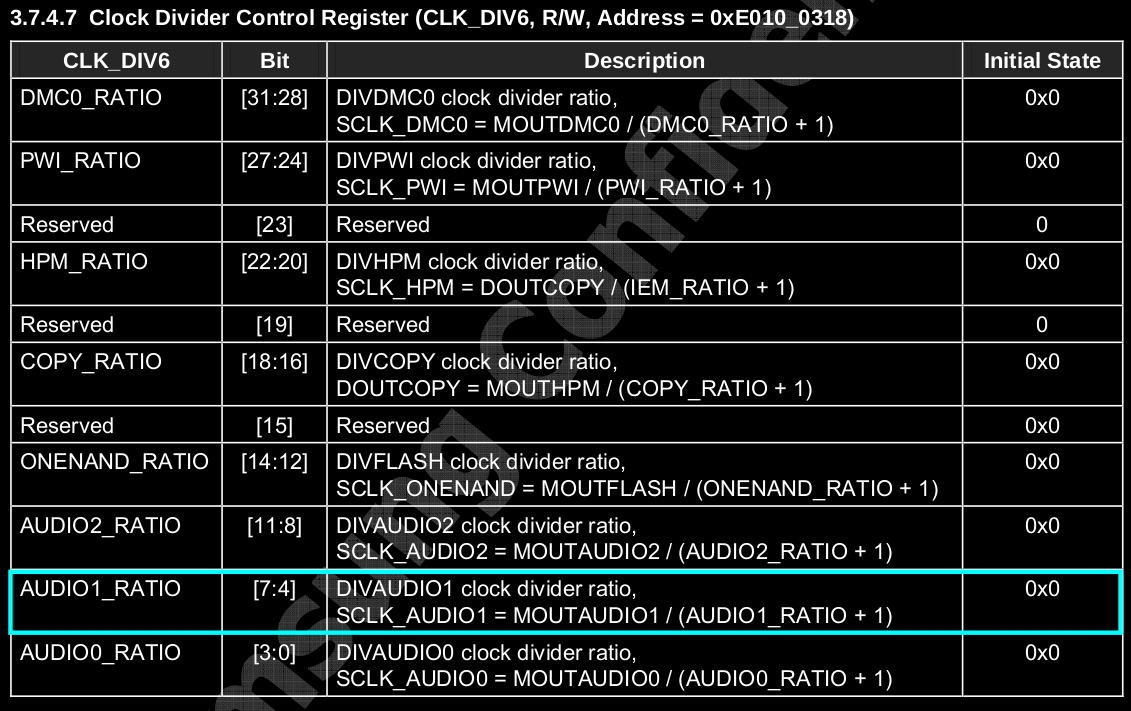 3.7.4.7 Clock Divider Control Register (CLK_DIV6, R/W, Address = 0xE010_0318)
CLK_DIV6 Bit Description Initial State
DMC0_RATIO [31:28] DIVDMC0 clock divider ratio, 0x0
SCLK_DMC0 = MOUTDMC0 / (DMC0_RATIO + 1)
PWI_RATIO [27:24] DIVPWI clock divider ratio, 0x0
SCLK_PWI = MOUTPWI / (PWI_RATIO + 1)
Reserved [23] Reserved 0
HPM_RATIO [22:20] DIVHPM clock divider ratio, 0x0
SCLK_HPM = DOUTCOPY / (IEM_RATIO + 1)
Reserved [19] Reserved 0
COPY_RATIO [18:16] DIVCOPY clock divider ratio, 0x0
DOUTCOPY = MOUTHPM / (COPY_RATIO + 1)
Reserved [15] Reserved 0x0
ONENAND_RATIO [14:12] DIVFLASH clock divider ratio, 0x0
SCLK_ONENAND = MOUTFLASH / (ONENAND_RATIO + 1)
AUDIO2_RATIO [11:8] DIVAUDIO2 clock divider ratio, 0x0
SCLK_AUDIO2 = MOUTAUDIO2 / (AUDIO2_RATIO + 1)
AUDIO1_RATIO [7:4] DIVAUDIO1 clock divider ratio, 0x0
SCLK_AUDIO1 = MOUTAUDIO1 / (AUDIO1_RATIO + 1)
AUDIO0_RATIO [3:0] DIVAUDIO0 clock divider ratio, 0x0
SCLK_AUDIO0 = MOUTAUDIO0 / (AUDIO0_RATIO + 1)